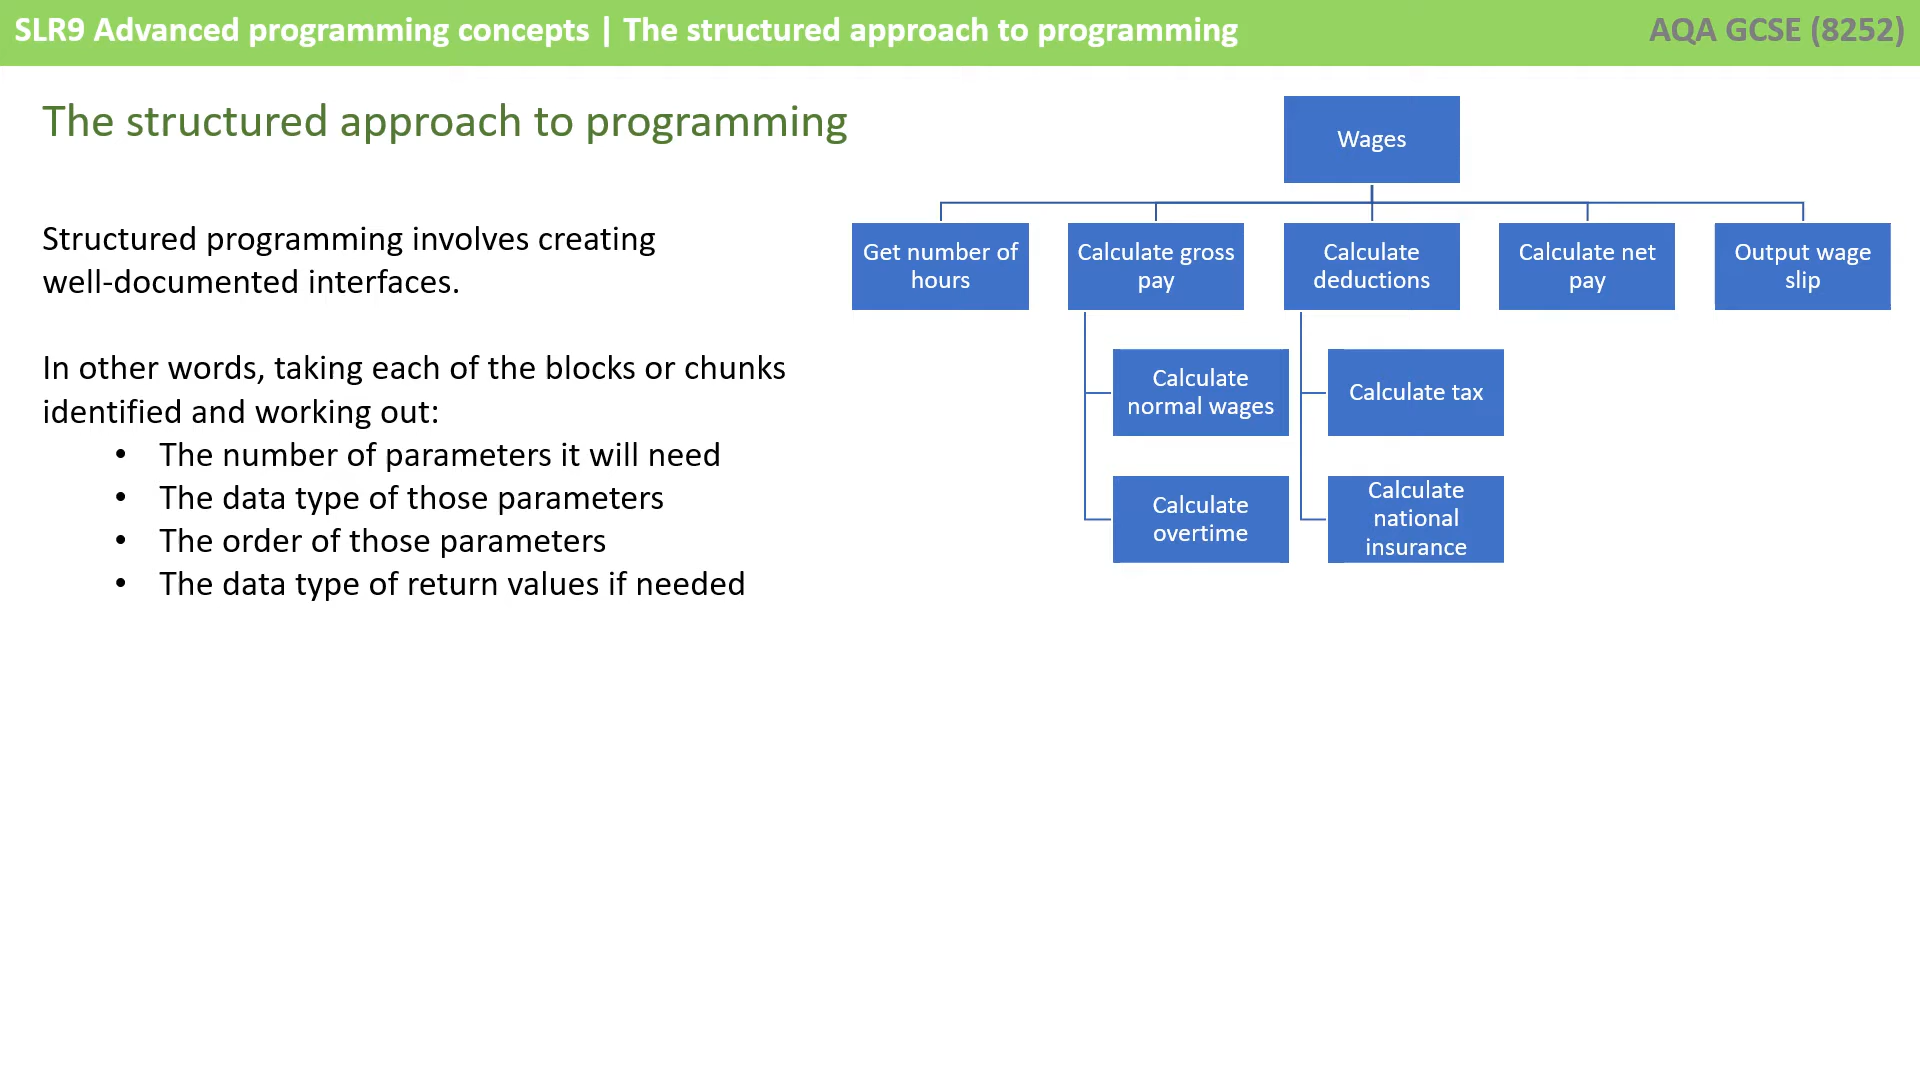 SLR9 Advanced programming concepts | The structured approach to programming
AQA GCSE (8252)
The structured approach to programming
Structured programming involves creating
well-documented interfaces.
In other words, taking each of the blocks or chunks
identified and working out:
• The number of parameters it will need
• The data type of those parameters
• The order of those parameters
• The data type of return values if needed
Wages
Get number of
hours
Calculate gross
pay
Calculate
deductions
Calculate net
pay
Output wage
slip
Calculate
normal wages
Calculate
overtime
Calculate tax
Calculate
national
insurance